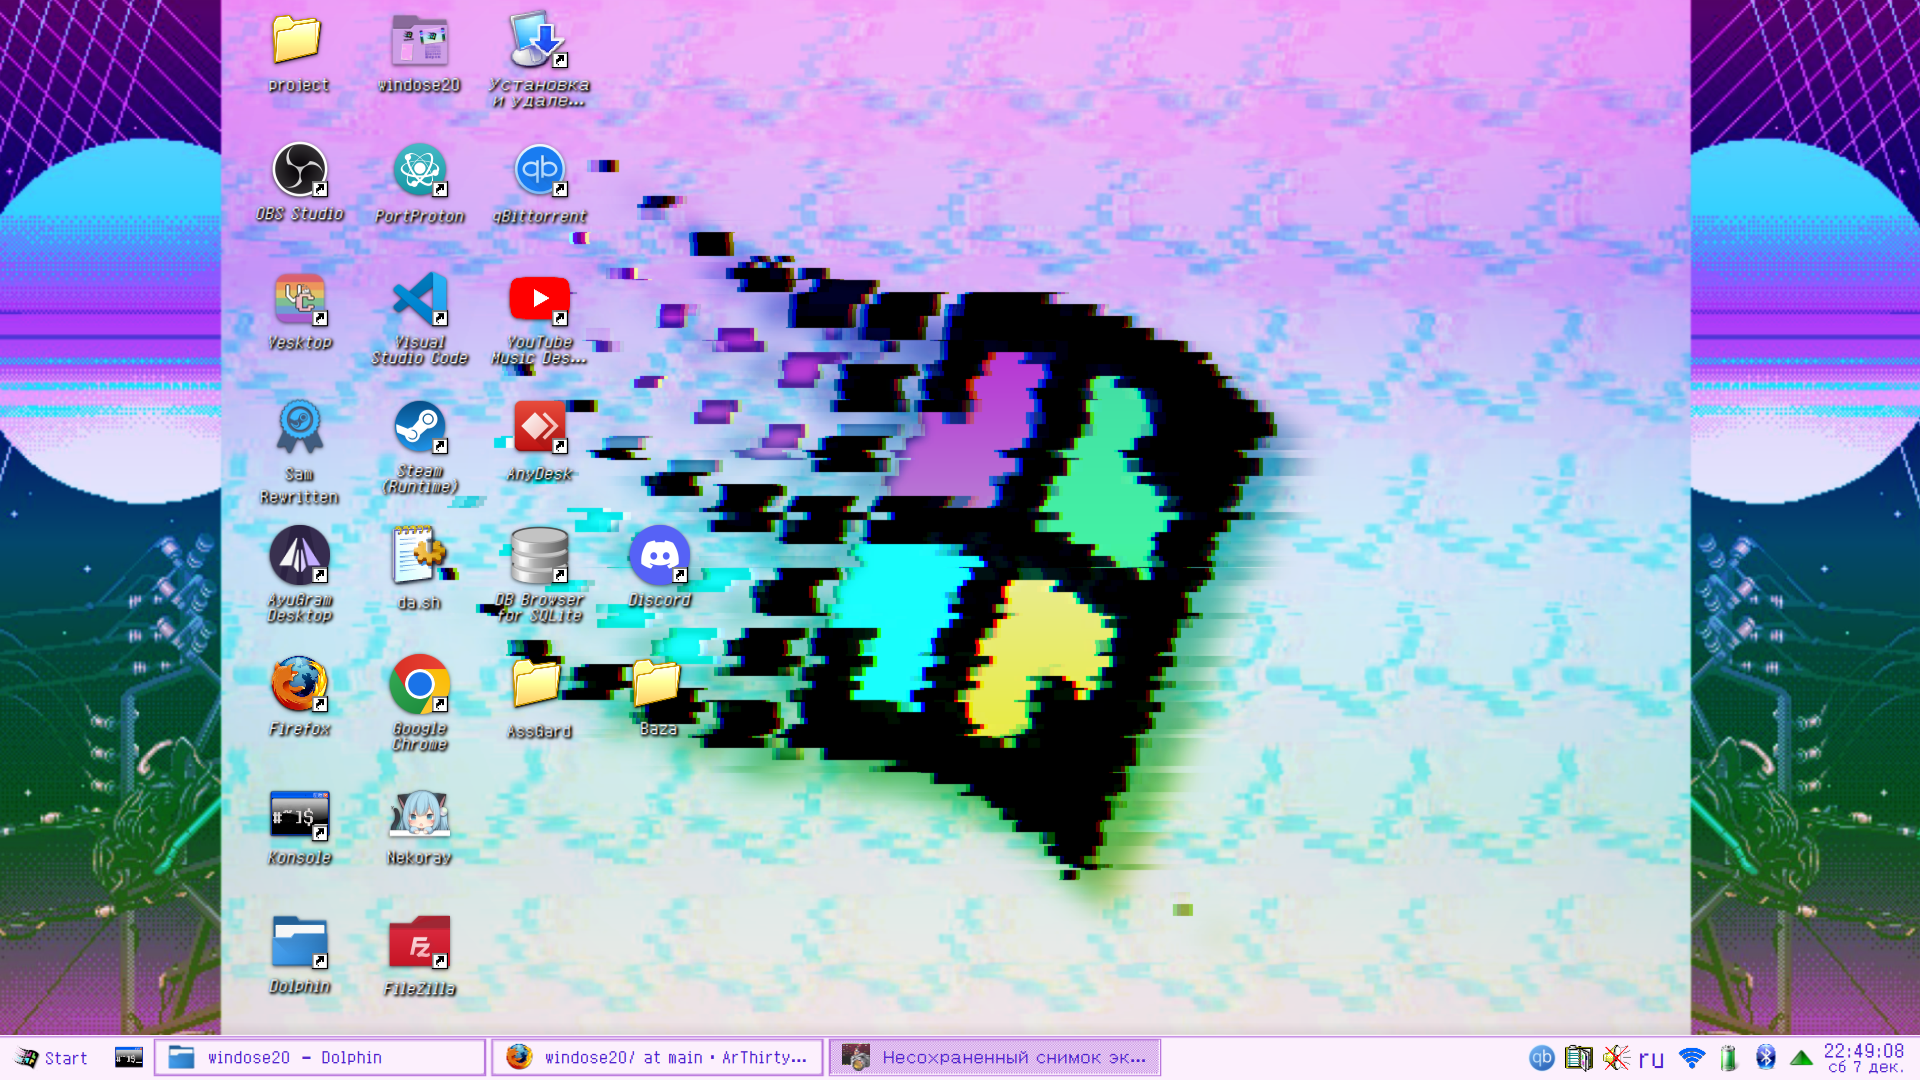 project
windose20
Установка
и удале...
OBS Studio
PortProton
qBittorrent
Vesktop
Visual
Studio Code
YouTube
Music Des...
Sam
Rewritten
Steam
(Runtime)
AnyDesk
AyuGram
Desktop
da.sh
DB Browser
for SQLite
Discord
Firefox
Google
Chrome
AssGard
Baza
Konsole
Nekoray
Dolphin
FileZilla
Start
windose20 – Dolphin
windose20/ at main · ArThirty...
Несохраненный снимок эк...
ru
22:49:08
сб 7 дек.